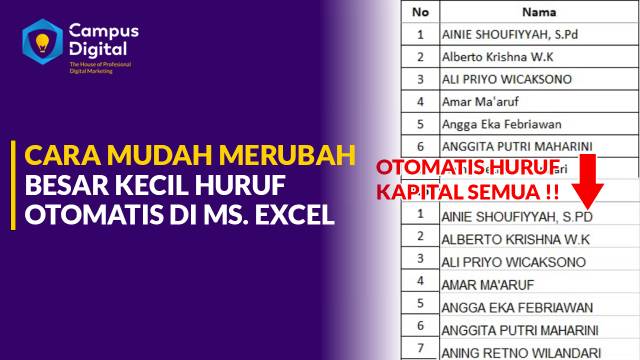 Campus
Digital
The House of Profesional
Digital Marketing
CARA MUDAH MERUBAH
BESAR KECIL HURUF
OTOMATIS DI MS. EXCEL
No Nama
1 AINIE SHOUFIYYAH, S.Pd
2 Alberto Krishna W.K
3 ALI PRIYO WICAKSONO
4 Amar Ma'aruf
5 Angga Eka Febriawan
6 ANGGITA PUTRI MAHARINI
OTOMATIS HURUF
KAPITAL SEMUA !!
1 AINIE SHOUFIYYAH, S.PD
2 ALBERTO KRISHNA W.K
3 ALI PRIYO WICAKSONO
4 AMAR MA'ARUF
5 ANGGA EKA FEBRIAWAN
6 ANGGITA PUTRI MAHARINI
7 ANING RETNO WILANDARI